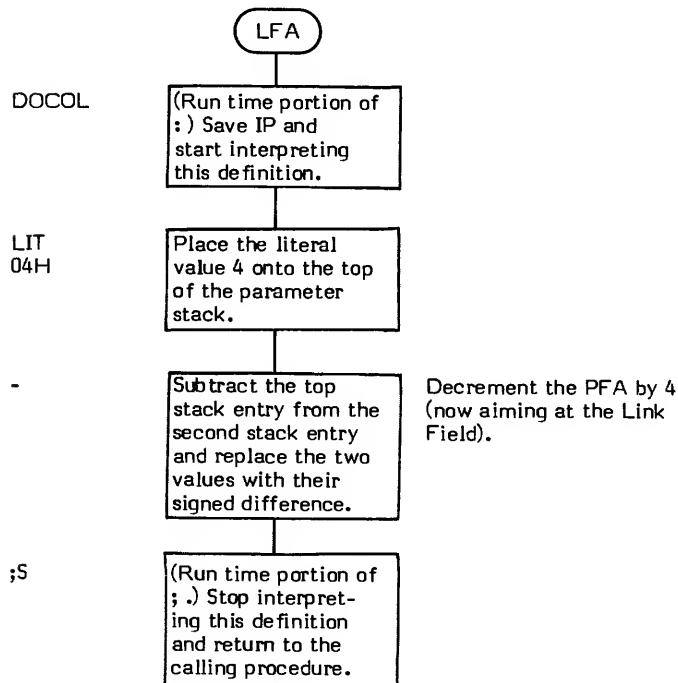 LFA
DOCOL
(Run time portion of
: ) Save IP and
start interpreting
this definition.
LIT
04H
Place the literal
value 4 onto the top
of the parameter
stack.
-
Subtract the top
stack entry from the
second stack entry
and replace the two
values with their
signed difference.
Decrement the PFA by 4
(now aiming at the Link
Field).
;S
(Run time portion of
; .) Stop interpret-
ing this definition
and return to the
calling procedure.